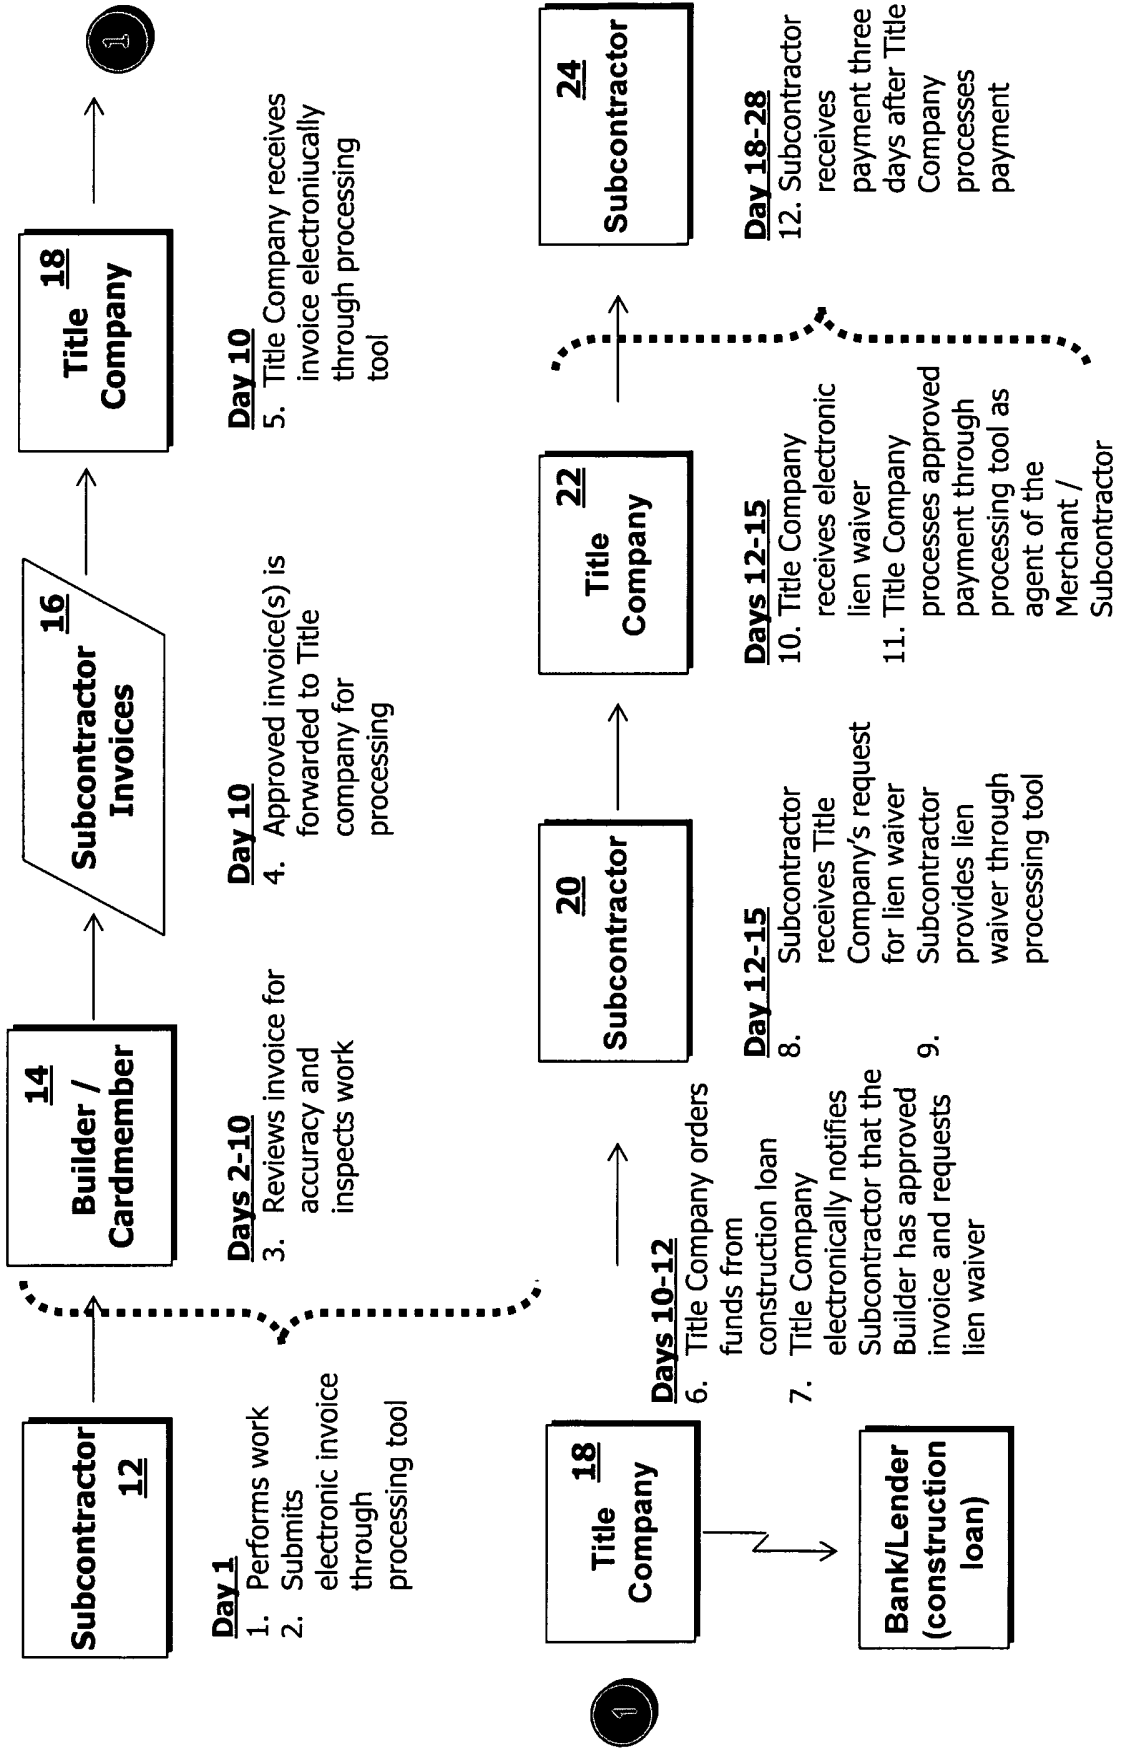 Subcontractor
12
Day 1
1. Performs work
2. Submits
electronic invoice
through
processing tool
14
Builder /
Cardmember
Days 2-10
3. Reviews invoice for
accuracy and
inspects work
16
Subcontractor
Invoices
Day 10
4. Approved invoice(s) is
forwarded to Title
company for
processing
18
Title
Company
Day 10
5. Title Company receives
invoice electroniucally
through processing
tool
1
1
18
Title
Company
Bank/Lender
(construction
loan)
Days 10-12
6. Title Company orders
funds from
construction loan
7. Title Company
electronically notifies
Subcontractor that the
Builder has approved
invoice and requests
lien waiver
20
Subcontractor
Day 12-15
8. Subcontractor
receives Title
Company's request
for lien waiver
9. Subcontractor
provides lien
waiver through
processing tool
22
Title
Company
Days 12-15
10. Title Company
receives electronic
lien waiver
11. Title Company
processes approved
payment through
processing tool as
agent of the
Merchant /
Subcontractor
24
Subcontractor
Day 18-28
12. Subcontractor
receives
payment three
days after Title
Company
processes
payment